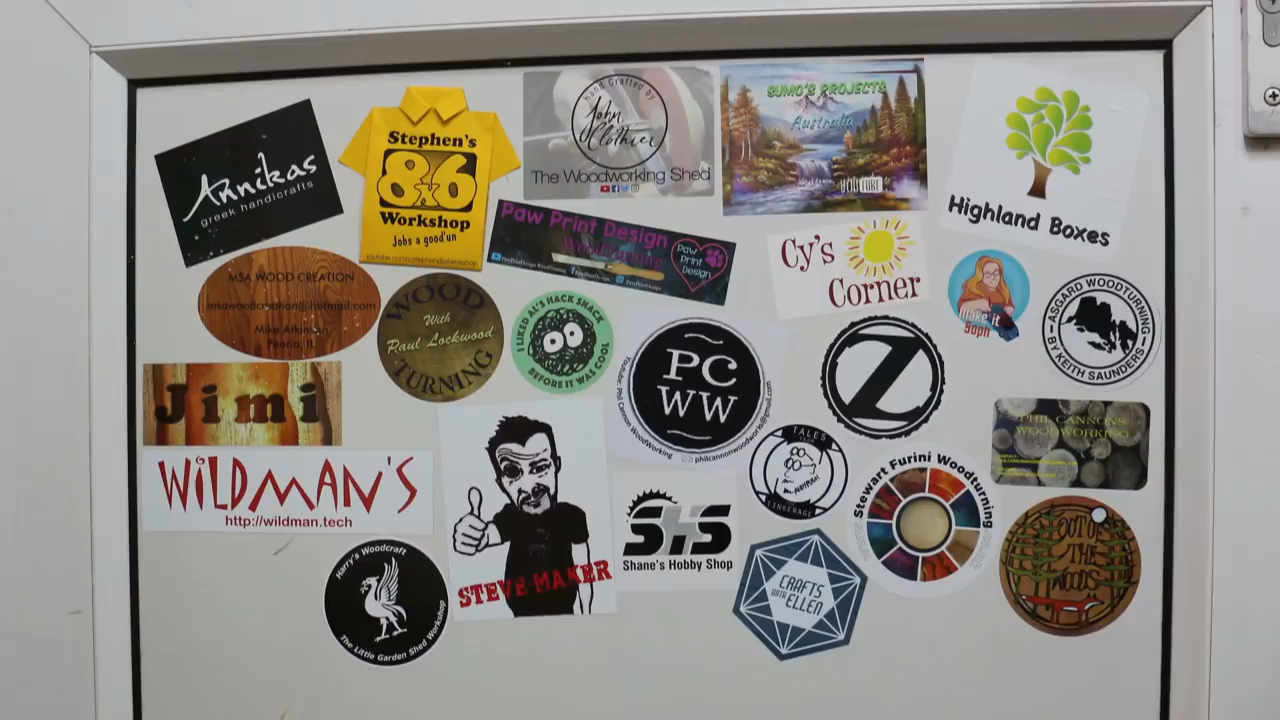 Annikas
greek handicrafts
Stephen's
8x6
Workshop
Jobs a good'un
youtube.com/stephens8x6workshop
Hand Crafted by
John
Clothier
The Woodworking Shed
SUMO'S PROJECTS
Australia
YOUTUBE
Highland Boxes
Paw Print Design
Woodturning
Paw
Print
Design
Cy's
Corner
Make it
Soph
ASGARD WOODTURNING
BY KEITH SAUNDERS
MSA WOOD CREATION
msawoodcreation@hotmail.com
Mike Atkinson
Peoria, IL
WOOD
With
Paul Lockwood
TURNING
I LIKED AL'S HACK SHACK
BEFORE IT WAS COOL
PC
WW
Youtube: Phil Cannon WoodWorking
philcannonwoodworks@gmail.com
Z
Jimi
WILDMAN'S
http://wildman.tech
STEVE MAKER
TALES
TINKERAGE
Stewart Furini Woodturning
PHIL CANNONS
WOODWORKING
SHS
Shane's Hobby Shop
CRAFTS
WITH
ELLEN
OUT OF
THE
WOODS
Harry's Woodcraft
The Little Garden Shed Workshop